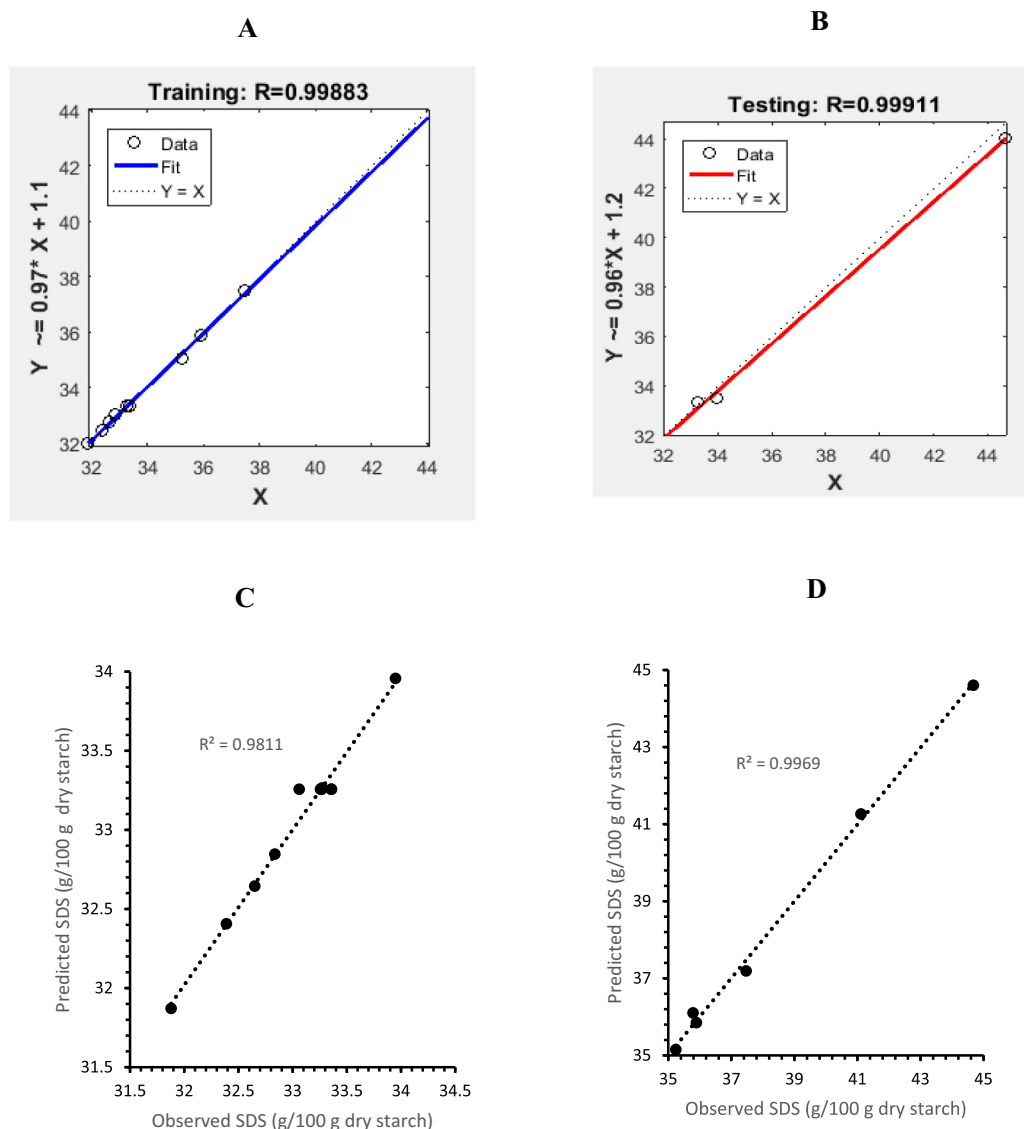 A
B
Training: R=0.99883
Y ~= 0.97* X + 1.1
44
42
40
38
36
34
32
Data
Fit
Y = X
32 34 36 38 40 42 44
X
Testing: R=0.99911
Y ~= 0.96*X + 1.2
44
42
40
38
36
34
32
Data
Fit
Y = X
32 34 36 38 40 42 44
X
C
D
Predicted SDS (g/100 g dry starch)
34
33.5
33
32.5
32
31.5
R² = 0.9811
31.5 32 32.5 33 33.5 34 34.5
Observed SDS (g/100 g dry starch)
Predicted SDS (g/100 g dry starch)
45
43
41
39
37
35
R² = 0.9969
35 37 39 41 43 45
Observed SDS (g/100 g dry starch)